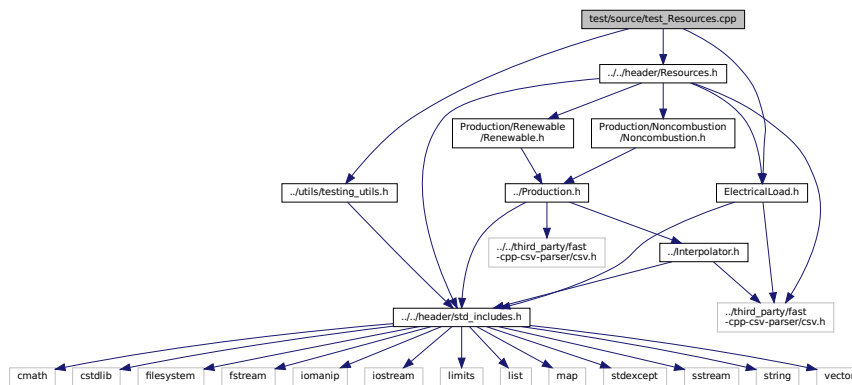 test/source/test_Resources.cpp
../../header/Resources.h
Production/Renewable
/Renewable.h
Production/Noncombustion
/Noncombustion.h
../utils/testing_utils.h
../Production.h
ElectricalLoad.h
../../third_party/fast
-cpp-csv-parser/csv.h
../Interpolator.h
../third_party/fast
-cpp-csv-parser/csv.h
../../header/std_includes.h
cmath
cstdlib
filesystem
fstream
iomanip
iostream
limits
list
map
stdexcept
sstream
string
vector